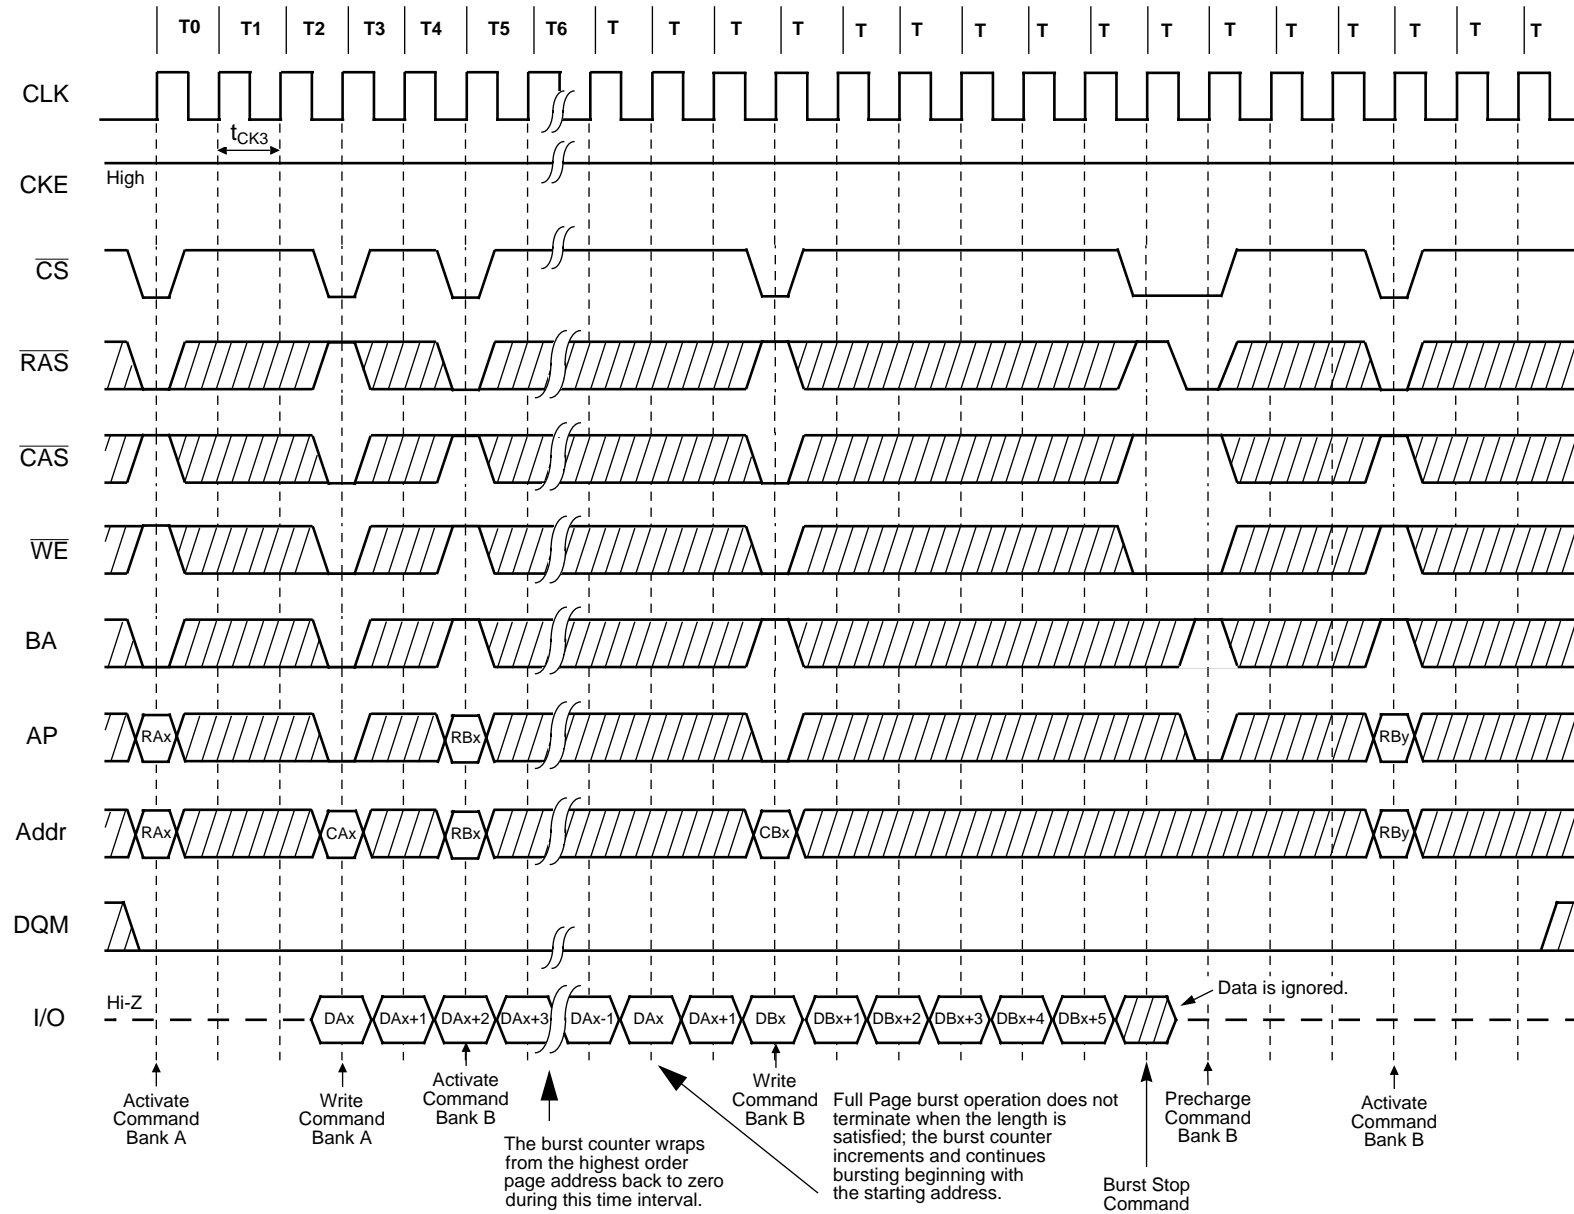 T0 T1 T2 T3 T4 T5 T6 T T T T T T T T T T T T T T T T
CLK
tCK3
CKE
High
CS
RAS
CAS
WE
BA
AP
RAx RBx RBy
Addr
RAx CAx RBx CBx RBy
DQM
I/O
Hi-Z
DAx DAx+1 DAx+2 DAx+3 DAx-1 DAx DAx+1 DBx DBx+1 DBx+2 DBx+3 DBx+4 DBx+5
Data is ignored.
Activate
Command
Bank A
Write
Command
Bank A
Activate
Command
Bank B
The burst counter wraps
from the highest order
page address back to zero
during this time interval.
Write
Command
Bank B
Full Page burst operation does not
terminate when the length is
satisfied; the burst counter
increments and continues
bursting beginning with
the starting address.
Burst Stop
Command
Precharge
Command
Bank B
Activate
Command
Bank B